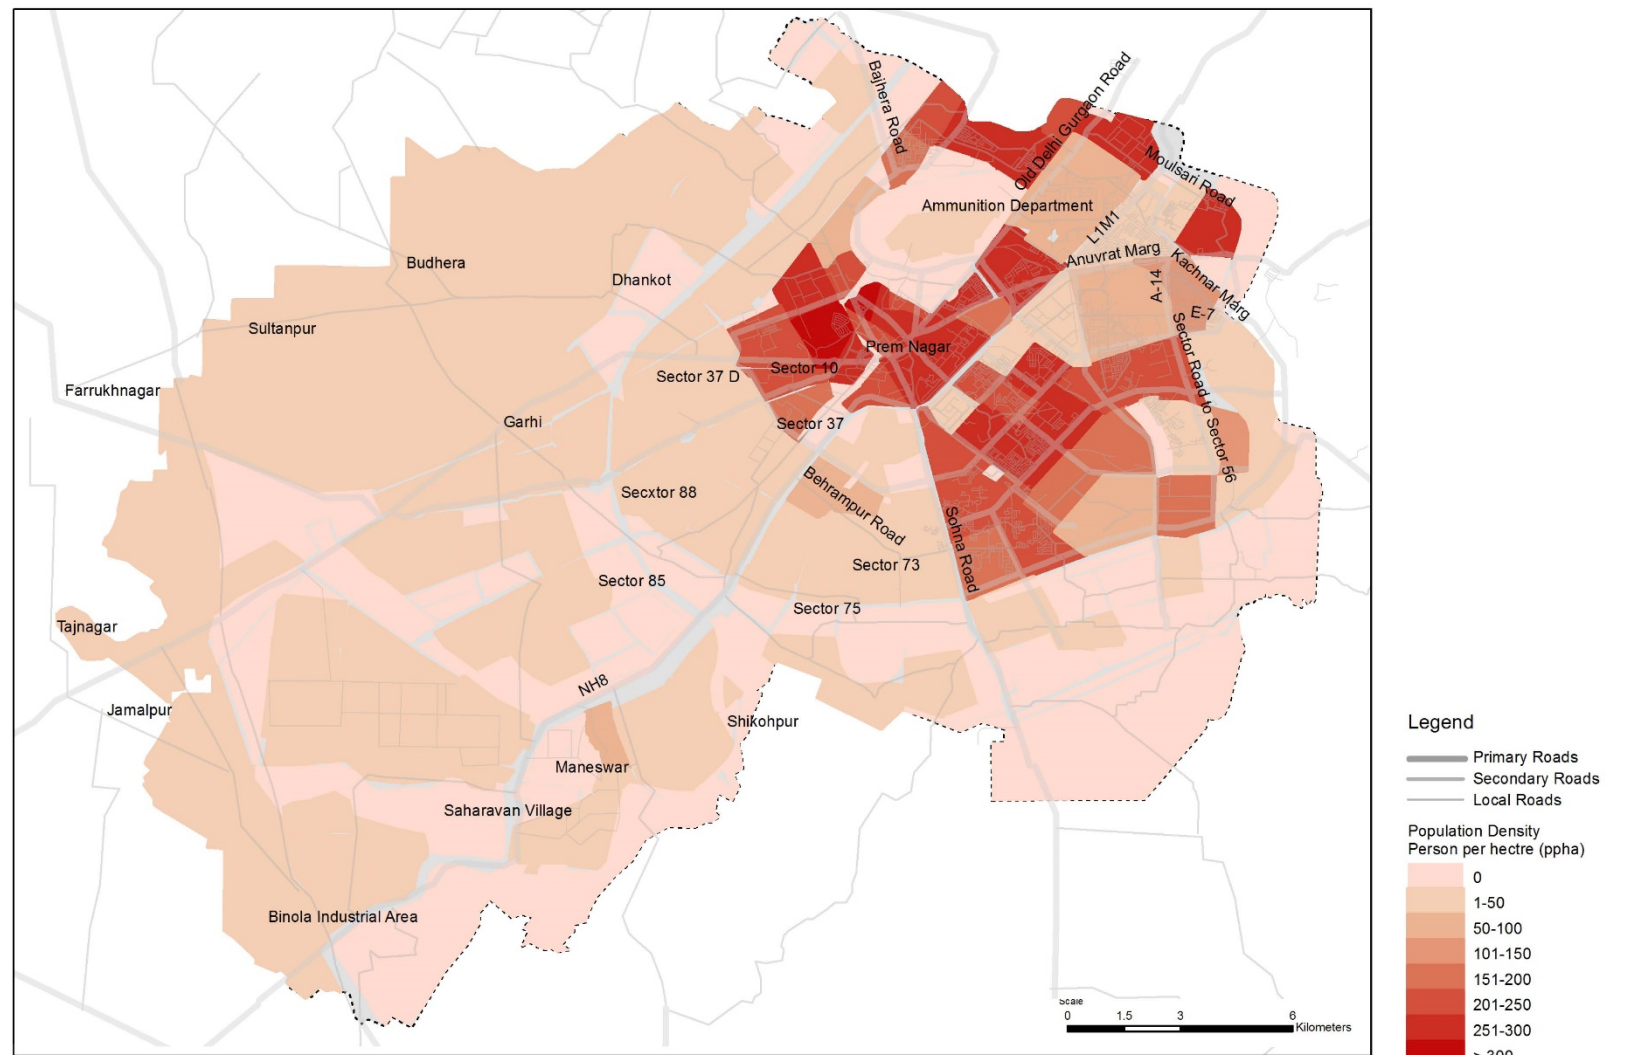 Bajhera Road
Old Delhi Gurgaon Road
Moulsari Road
Ammunition Department
L1M1
Anuvrat Marg
Kachnar Marg
A-14
E-7
Budhera
Dhankot
Sultanpur
Prem Nagar
Sector 10
Sector 37 D
Farrukhnagar
Garhi
Sector 37
Sector Road to Sector 56
Secxtor 88
Behrampur Road
Sohna Road
Sector 73
Sector 85
Sector 75
Tajnagar
NH8
Jamalpur
Shikohpur
Maneswar
Saharavan Village
Binola Industrial Area
Scale
0 1.5 3 6
Kilometers
Legend
Primary Roads
Secondary Roads
Local Roads
Population Density
Person per hectre (ppha)
0
1-50
50-100
101-150
151-200
201-250
251-300
> 300